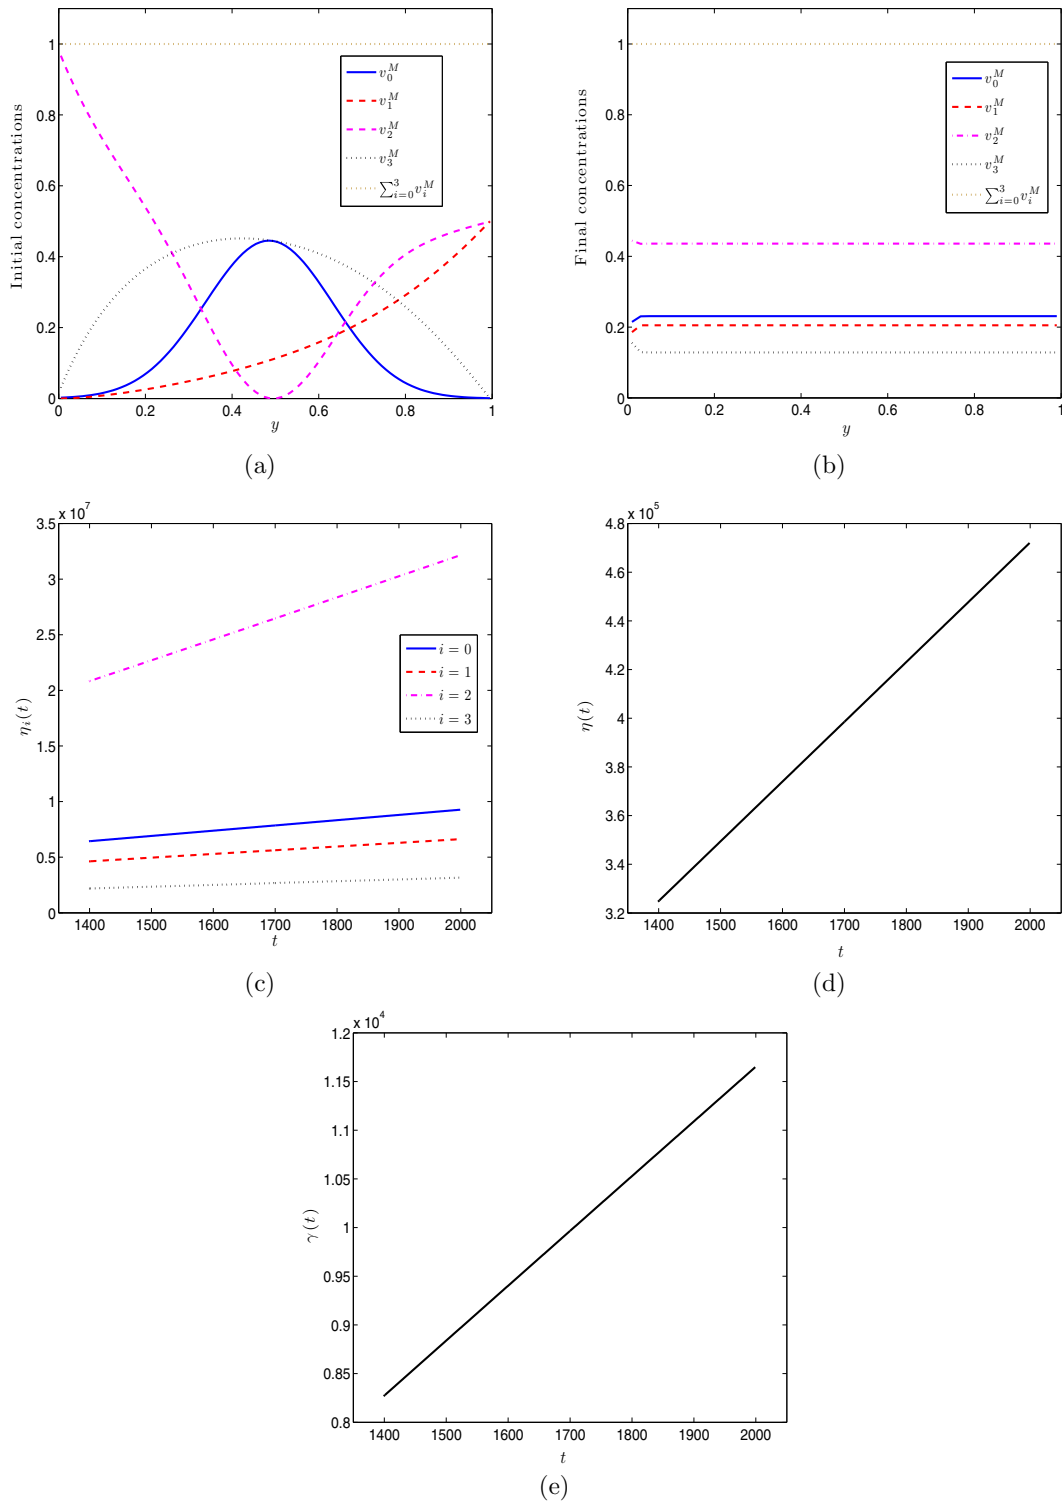 Initial concentrations
1
0.8
0.6
0.4
0.2
0
0
0.2
0.4
0.6
0.8
1
y
v_0^M
v_1^M
v_2^M
v_3^M
∑_{i=0}^3 v_i^M
(a)
Final concentrations
1
0.8
0.6
0.4
0.2
0
0
0.2
0.4
0.6
0.8
1
y
v_0^M
v_1^M
v_2^M
v_3^M
∑_{i=0}^3 v_i^M
(b)
x 10^7
η_i(t)
3.5
3
2.5
2
1.5
1
0.5
0
1400
1500
1600
1700
1800
1900
2000
t
i = 0
i = 1
i = 2
i = 3
(c)
x 10^5
η(t)
4.8
4.6
4.4
4.2
4
3.8
3.6
3.4
3.2
1400
1500
1600
1700
1800
1900
2000
t
(d)
x 10^4
γ(t)
1.2
1.15
1.1
1.05
1
0.95
0.9
0.85
0.8
1400
1500
1600
1700
1800
1900
2000
t
(e)